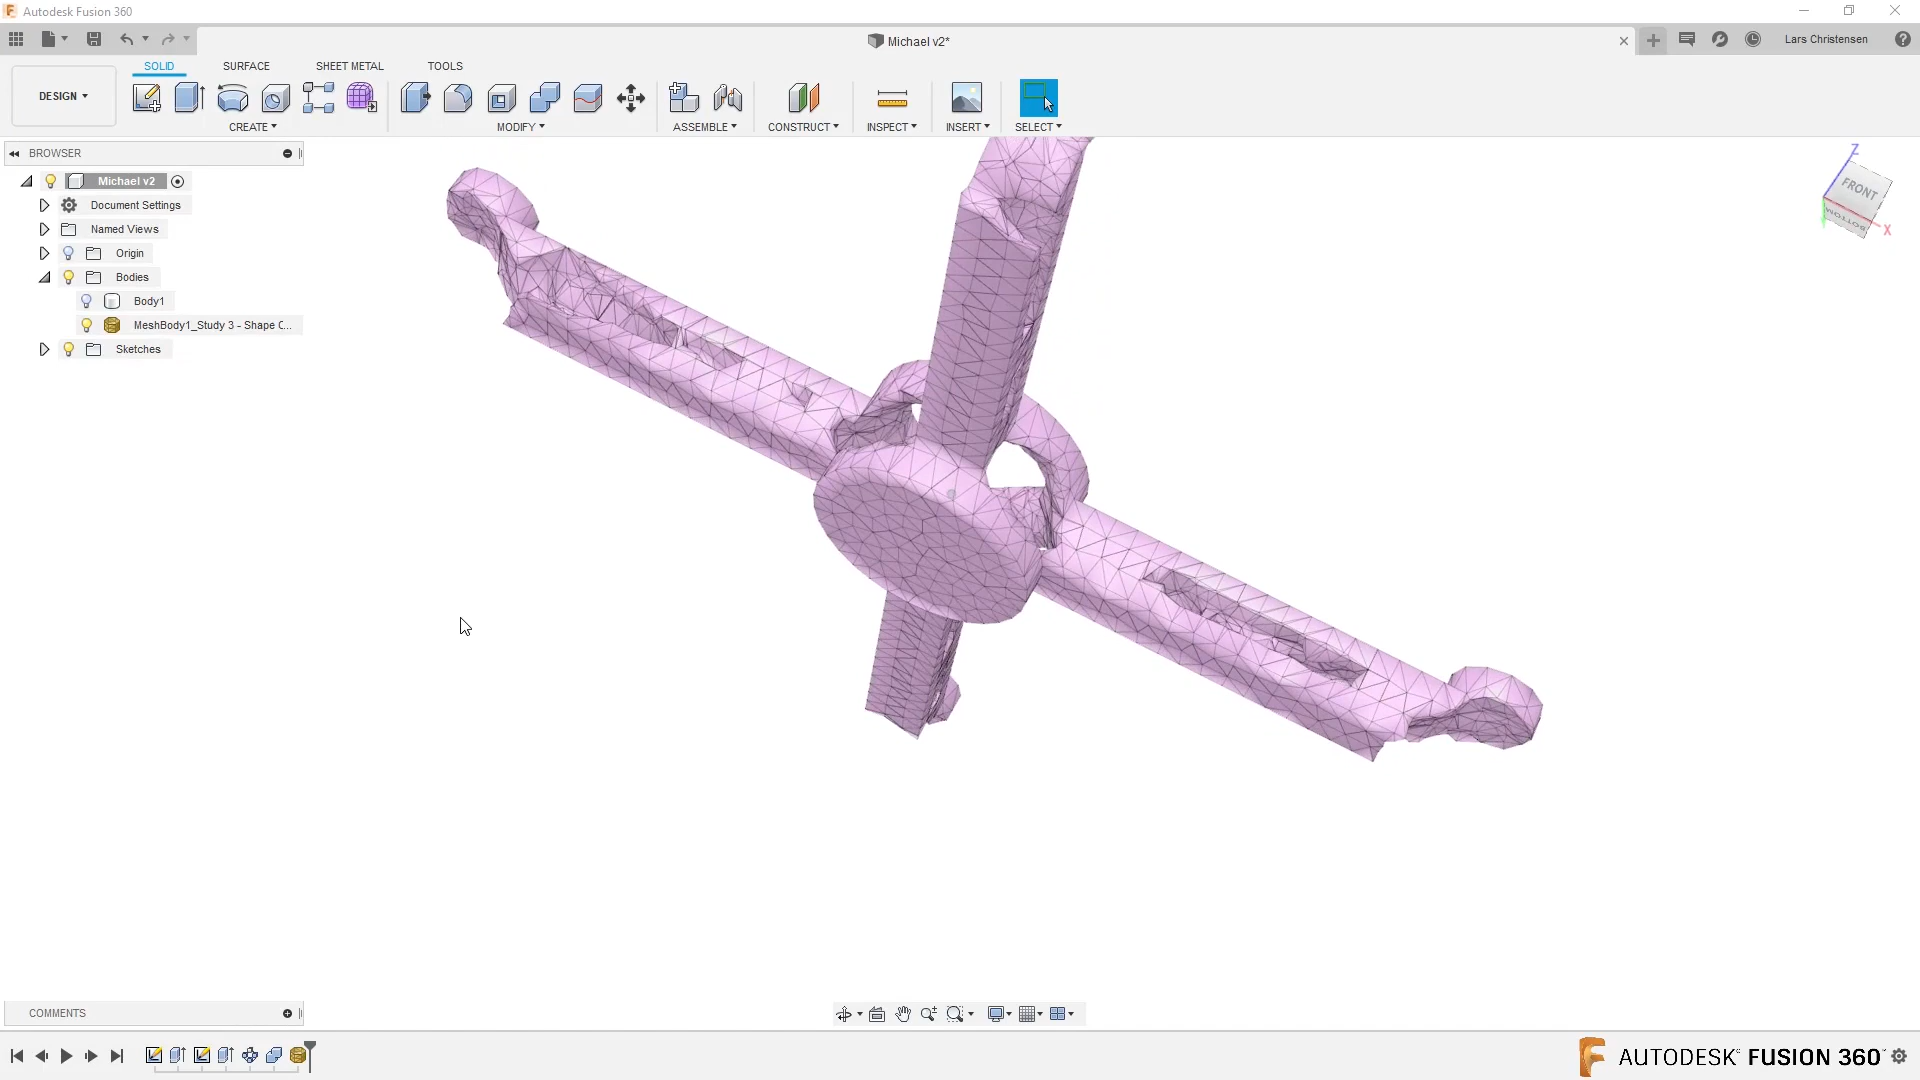 Autodesk Fusion 360
Michael v2*
Lars Christensen
SOLID SURFACE SHEET METAL TOOLS
DESIGN
CREATE MODIFY ASSEMBLE CONSTRUCT INSPECT INSERT SELECT
BROWSER
Michael v2
Document Settings
Named Views
Origin
Bodies
Body1
MeshBody1_Study 3 - Shape C...
Sketches
Z
FRONT
BOTTOM
X
COMMENTS
AUTODESK FUSION 360